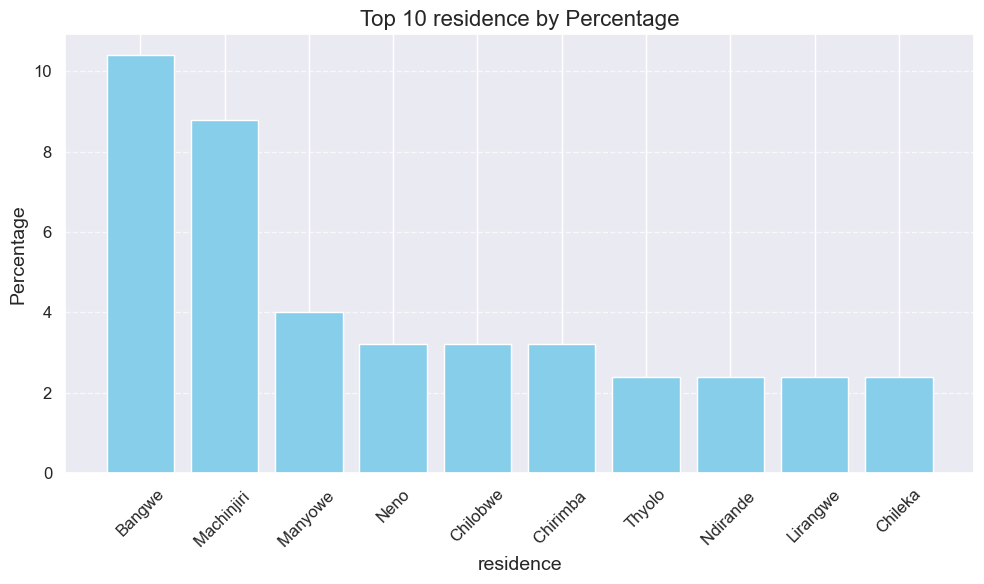 Top 10 residence by Percentage
Percentage
10
8
6
4
2
0
Bangwe
Machinjiri
Manyowe
Neno
Chilobwe
Chirimba
Thyolo
Ndirande
Lirangwe
Chileka
residence